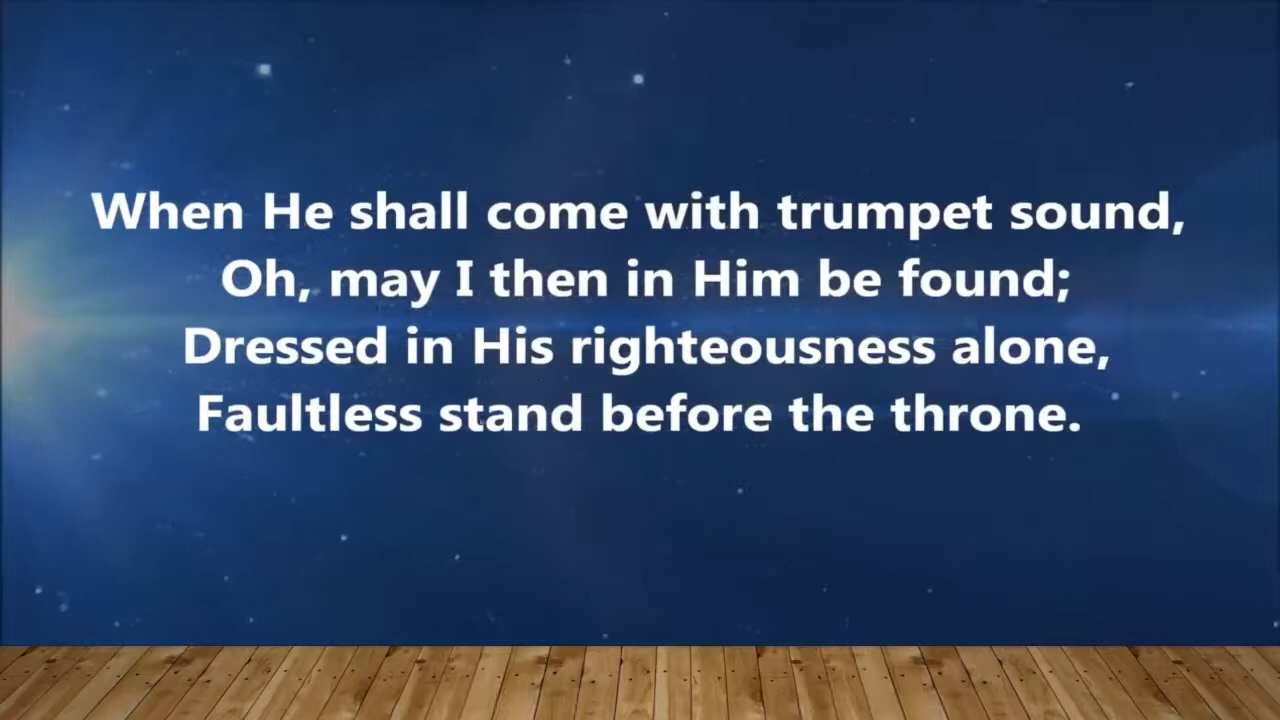 When He shall come with trumpet sound,
Oh, may I then in Him be found;
Dressed in His righteousness alone,
Faultless stand before the throne.